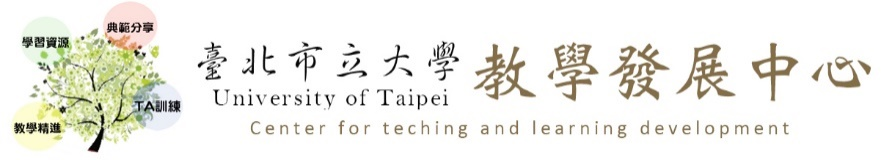 典範分享
學習資源
TA訓練
教學精進
臺北市立大學
University of Taipei
教學發展中心
Center for teching and learning development